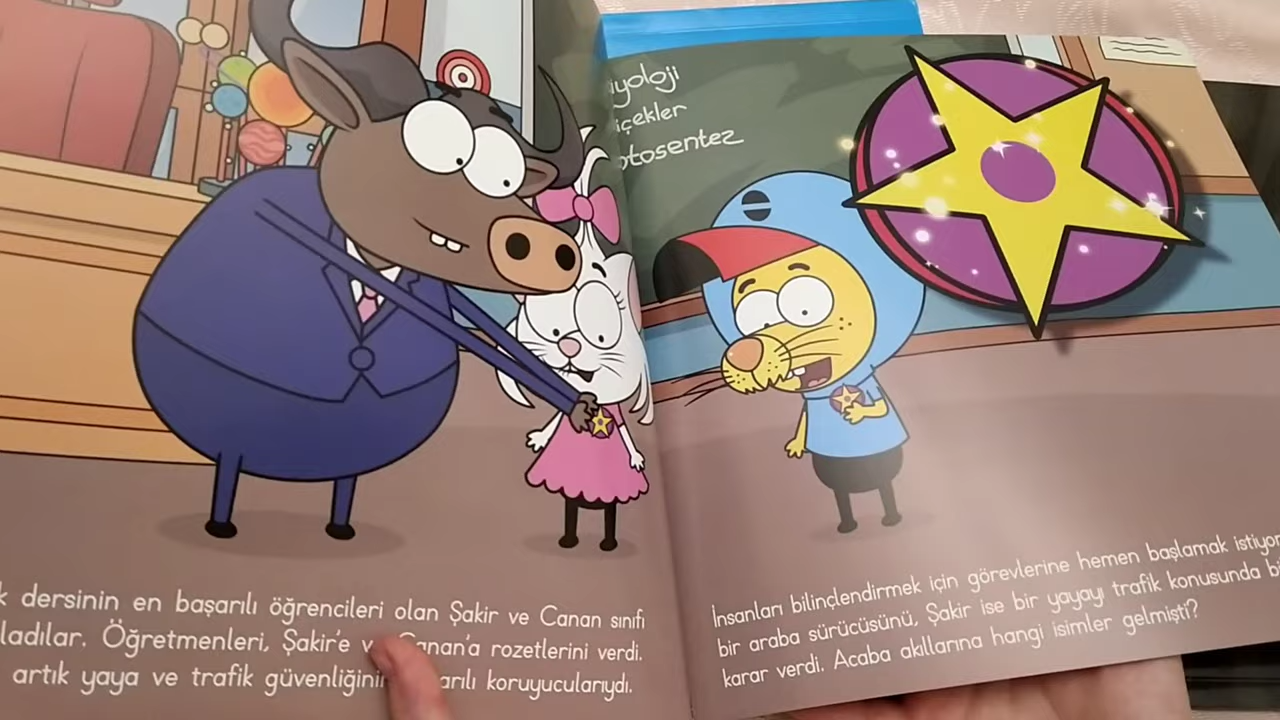 k dersinin en başarılı öğrencileri olan Şakir ve Canan sınıfı
ladılar. Öğretmenleri, Şakir'e v Canan'a rozetlerini verdi.
artık yaya ve trafik güvenliğinin arılı koruyucularıydı.
iyoloji
içekler
otosentez
İnsanları bilinçlendirmek için görevlerine hemen başlamak istiyor
bir araba sürücüsünü, Şakir ise bir yayayı trafik konusunda bi
karar verdi. Acaba akıllarına hangi isimler gelmişti?